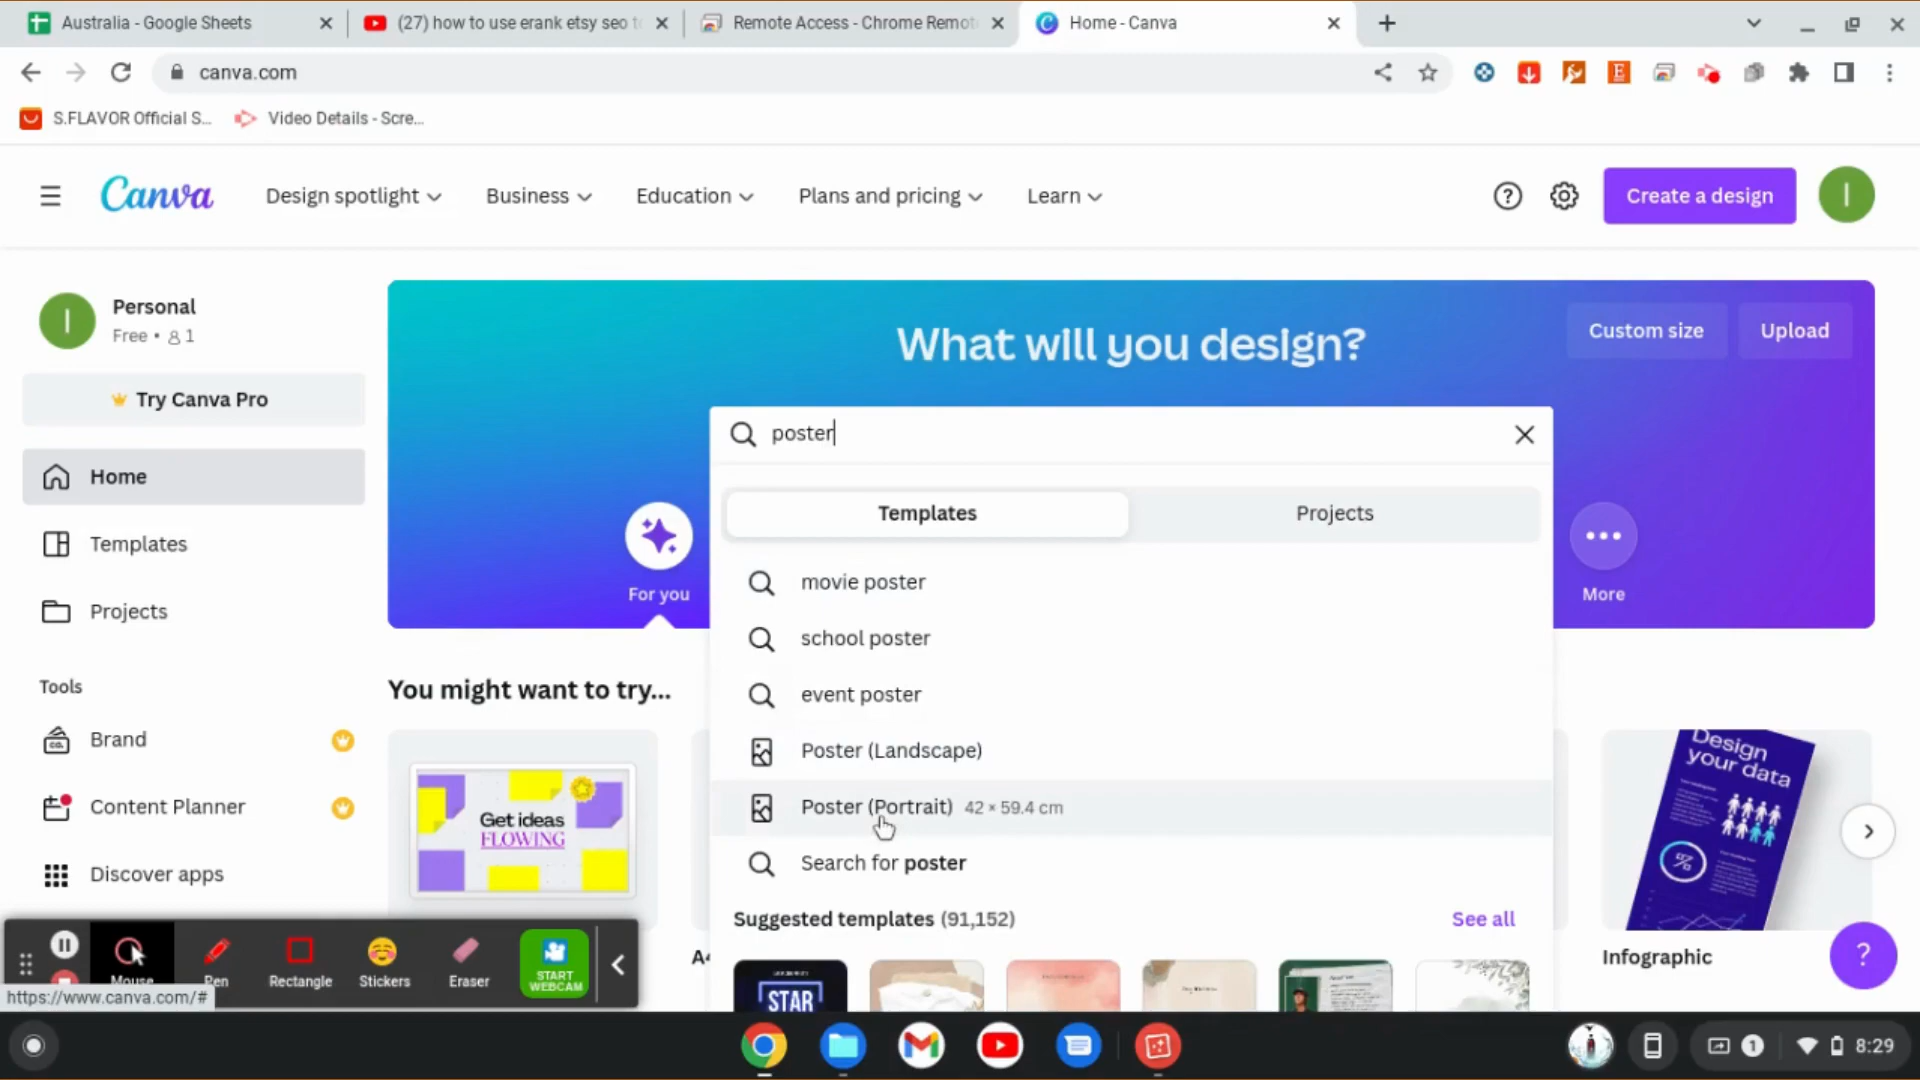 Australia - Google Sheets
(27) how to use erank etsy seo to
Remote Access - Chrome Remot
Home - Canva
canva.com
S.FLAVOR Official S...
Video Details - Scre...
Canva
Design spotlight
Business
Education
Plans and pricing
Learn
Create a design
I
I
Personal
Free • 1
Try Canva Pro
Home
Templates
Projects
Tools
Brand
Content Planner
Discover apps
What will you design?
Custom size
Upload
poster
Templates
Projects
movie poster
school poster
event poster
Poster (Landscape)
Poster (Portrait) 42 × 59.4 cm
Search for poster
Suggested templates (91,152)
See all
STAR
For you
More
You might want to try...
Get ideas
FLOWING
Design
your data
Infographic
?
Mouse
Pen
Rectangle
Stickers
Eraser
START
WEBCAM
https://www.canva.com/#
1
8:29